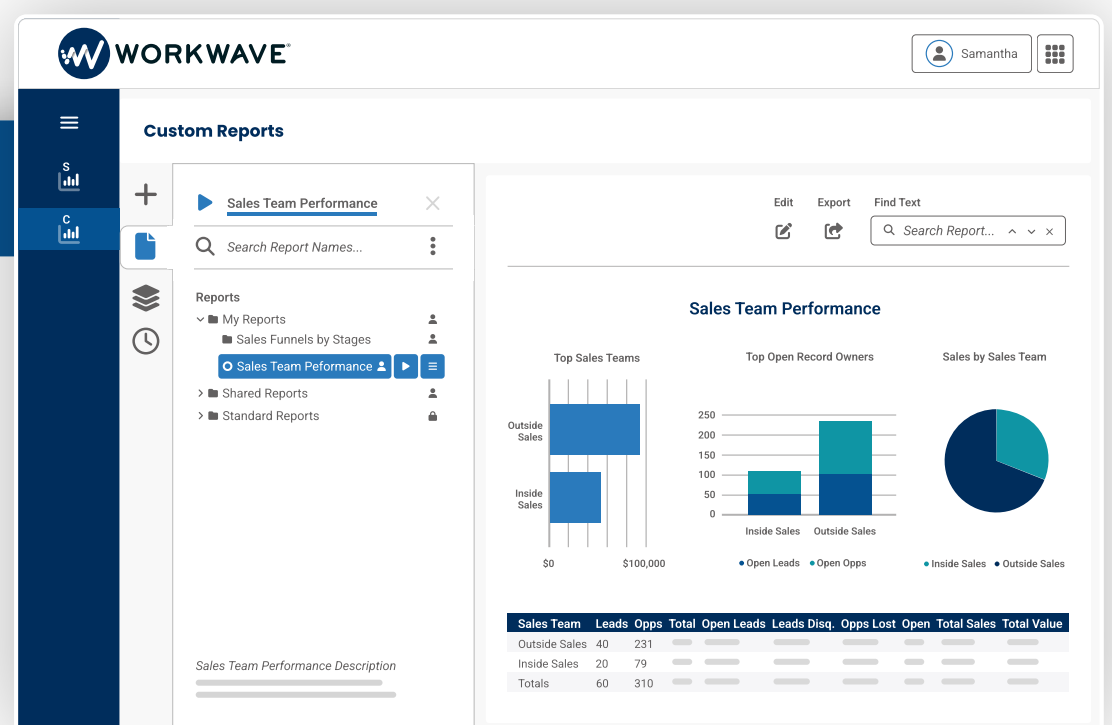 WORKWAVE®
Samantha
Custom Reports
S
C
Sales Team Performance
Search Report Names...
Reports
My Reports
Sales Funnels by Stages
Sales Team Peformance
Shared Reports
Standard Reports
Sales Team Performance Description
Edit Export Find Text
Search Report...
Sales Team Performance
Top Sales Teams
Outside
Sales
Inside
Sales
$0 $100,000
Top Open Record Owners
250
200
150
100
50
0
Inside Sales Outside Sales
Open Leads Open Opps
Sales by Sales Team
Inside Sales Outside Sales
Sales Team Leads Opps Total Open Leads Leads Disq. Opps Lost Open Total Sales Total Value
Outside Sales 40 231
Inside Sales 20 79
Totals 60 310